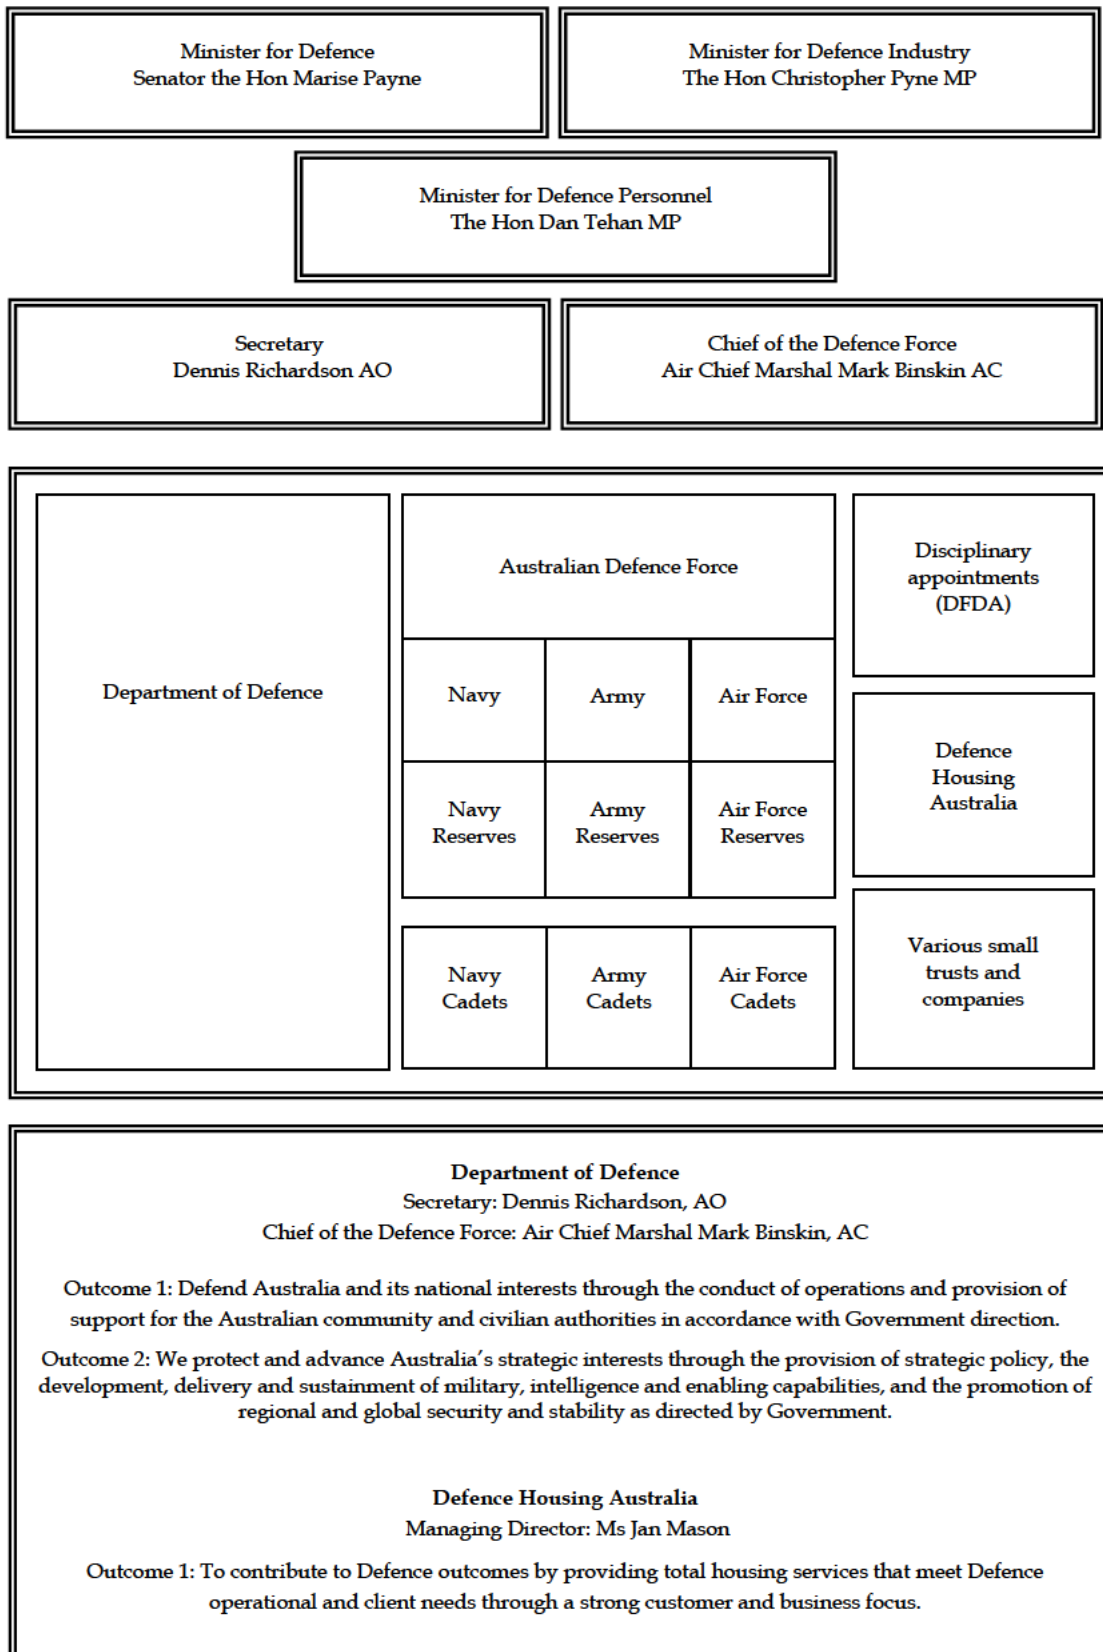 Minister for Defence
Senator the Hon Marise Payne
Minister for Defence Industry
The Hon Christopher Pyne MP
Minister for Defence Personnel
The Hon Dan Tehan MP
Secretary
Dennis Richardson AO
Chief of the Defence Force
Air Chief Marshal Mark Binskin AC
Department of Defence
Australian Defence Force
Navy
Army
Air Force
Navy
Reserves
Army
Reserves
Air Force
Reserves
Navy
Cadets
Army
Cadets
Air Force
Cadets
Disciplinary
appointments
(DFDA)
Defence
Housing
Australia
Various small
trusts and
companies
Department of Defence
Secretary: Dennis Richardson, AO
Chief of the Defence Force: Air Chief Marshal Mark Binskin, AC
Outcome 1: Defend Australia and its national interests through the conduct of operations and provision of
support for the Australian community and civilian authorities in accordance with Government direction.
Outcome 2: We protect and advance Australia’s strategic interests through the provision of strategic policy, the
development, delivery and sustainment of military, intelligence and enabling capabilities, and the promotion of
regional and global security and stability as directed by Government.
Defence Housing Australia
Managing Director: Ms Jan Mason
Outcome 1: To contribute to Defence outcomes by providing total housing services that meet Defence
operational and client needs through a strong customer and business focus.